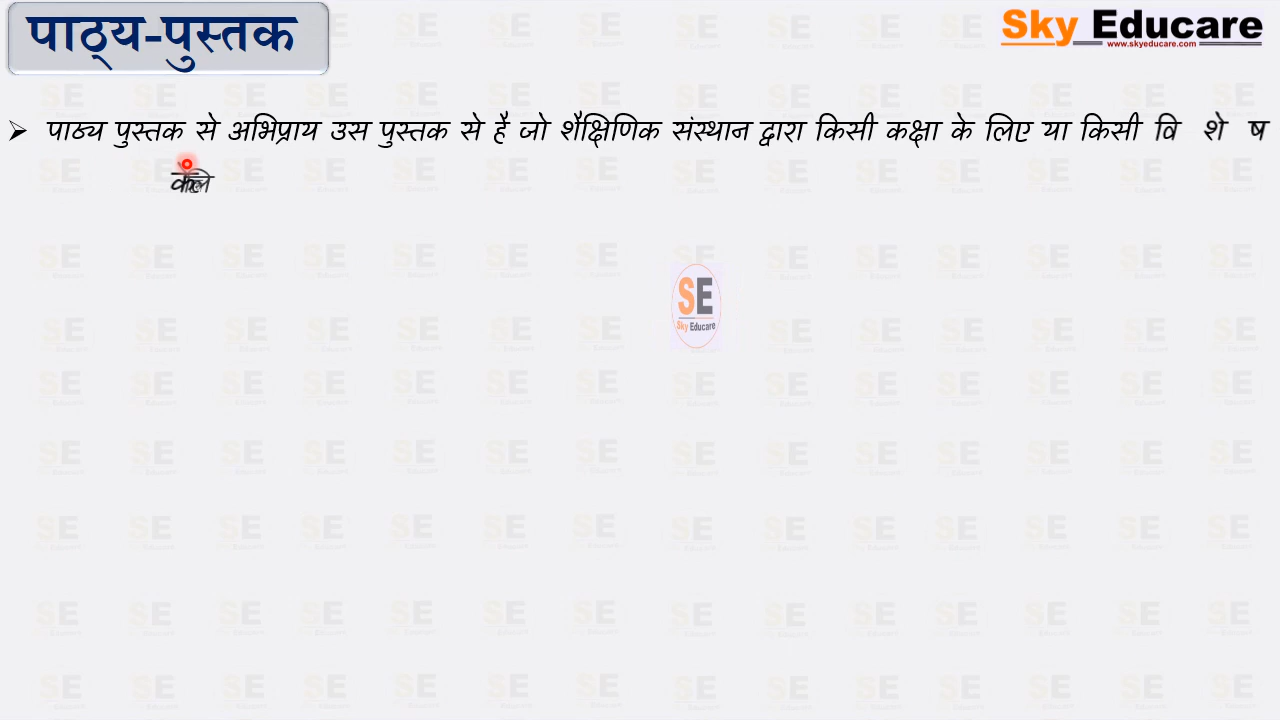 पाठ्य-पुस्तक
Sky Educare
www.skyeducare.com
➢ पाठ्य पुस्तक से अभिप्राय उस पुस्तक से है जो शैक्षिणिक संस्थान द्वारा किसी कक्षा के लिए या किसी वि शे ष
SE
Sky Educare